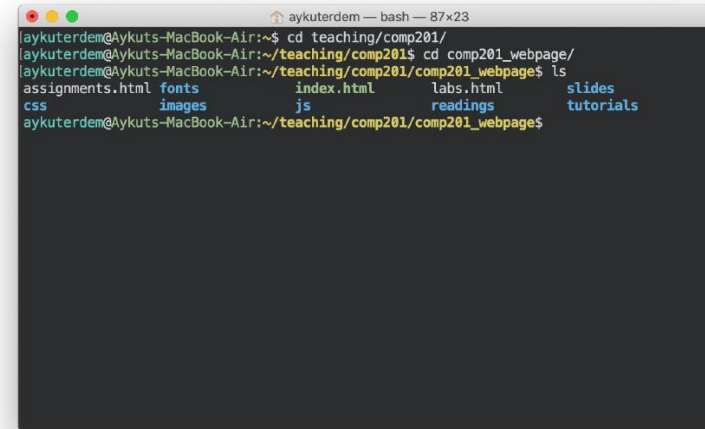 aykuterdem — bash — 87×23
[aykuterdem@Aykuts-MacBook-Air:~$ cd teaching/comp201/
[aykuterdem@Aykuts-MacBook-Air:~/teaching/comp201$ cd comp201_webpage/
[aykuterdem@Aykuts-MacBook-Air:~/teaching/comp201/comp201_webpage$ ls
assignments.html fonts index.html labs.html slides
css images js readings tutorials
aykuterdem@Aykuts-MacBook-Air:~/teaching/comp201/comp201_webpage$